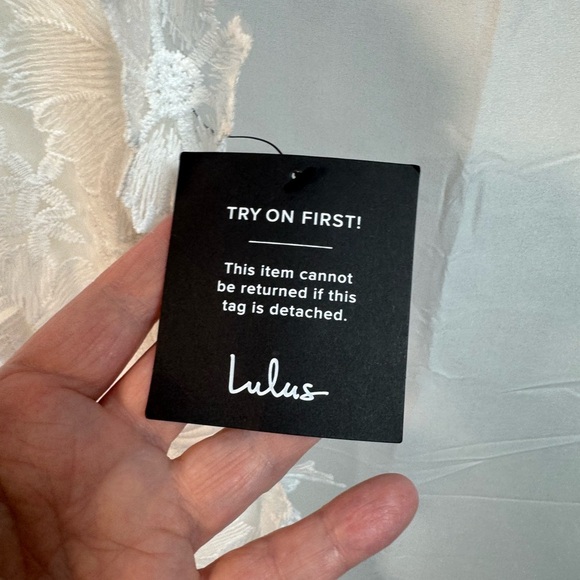 TRY ON FIRST!
This item cannot
be returned if this
tag is detached.
Lulus